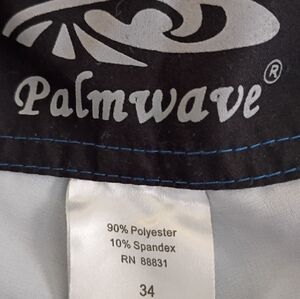 Palmwave®
90% Polyester
10% Spandex
RN 88831
34